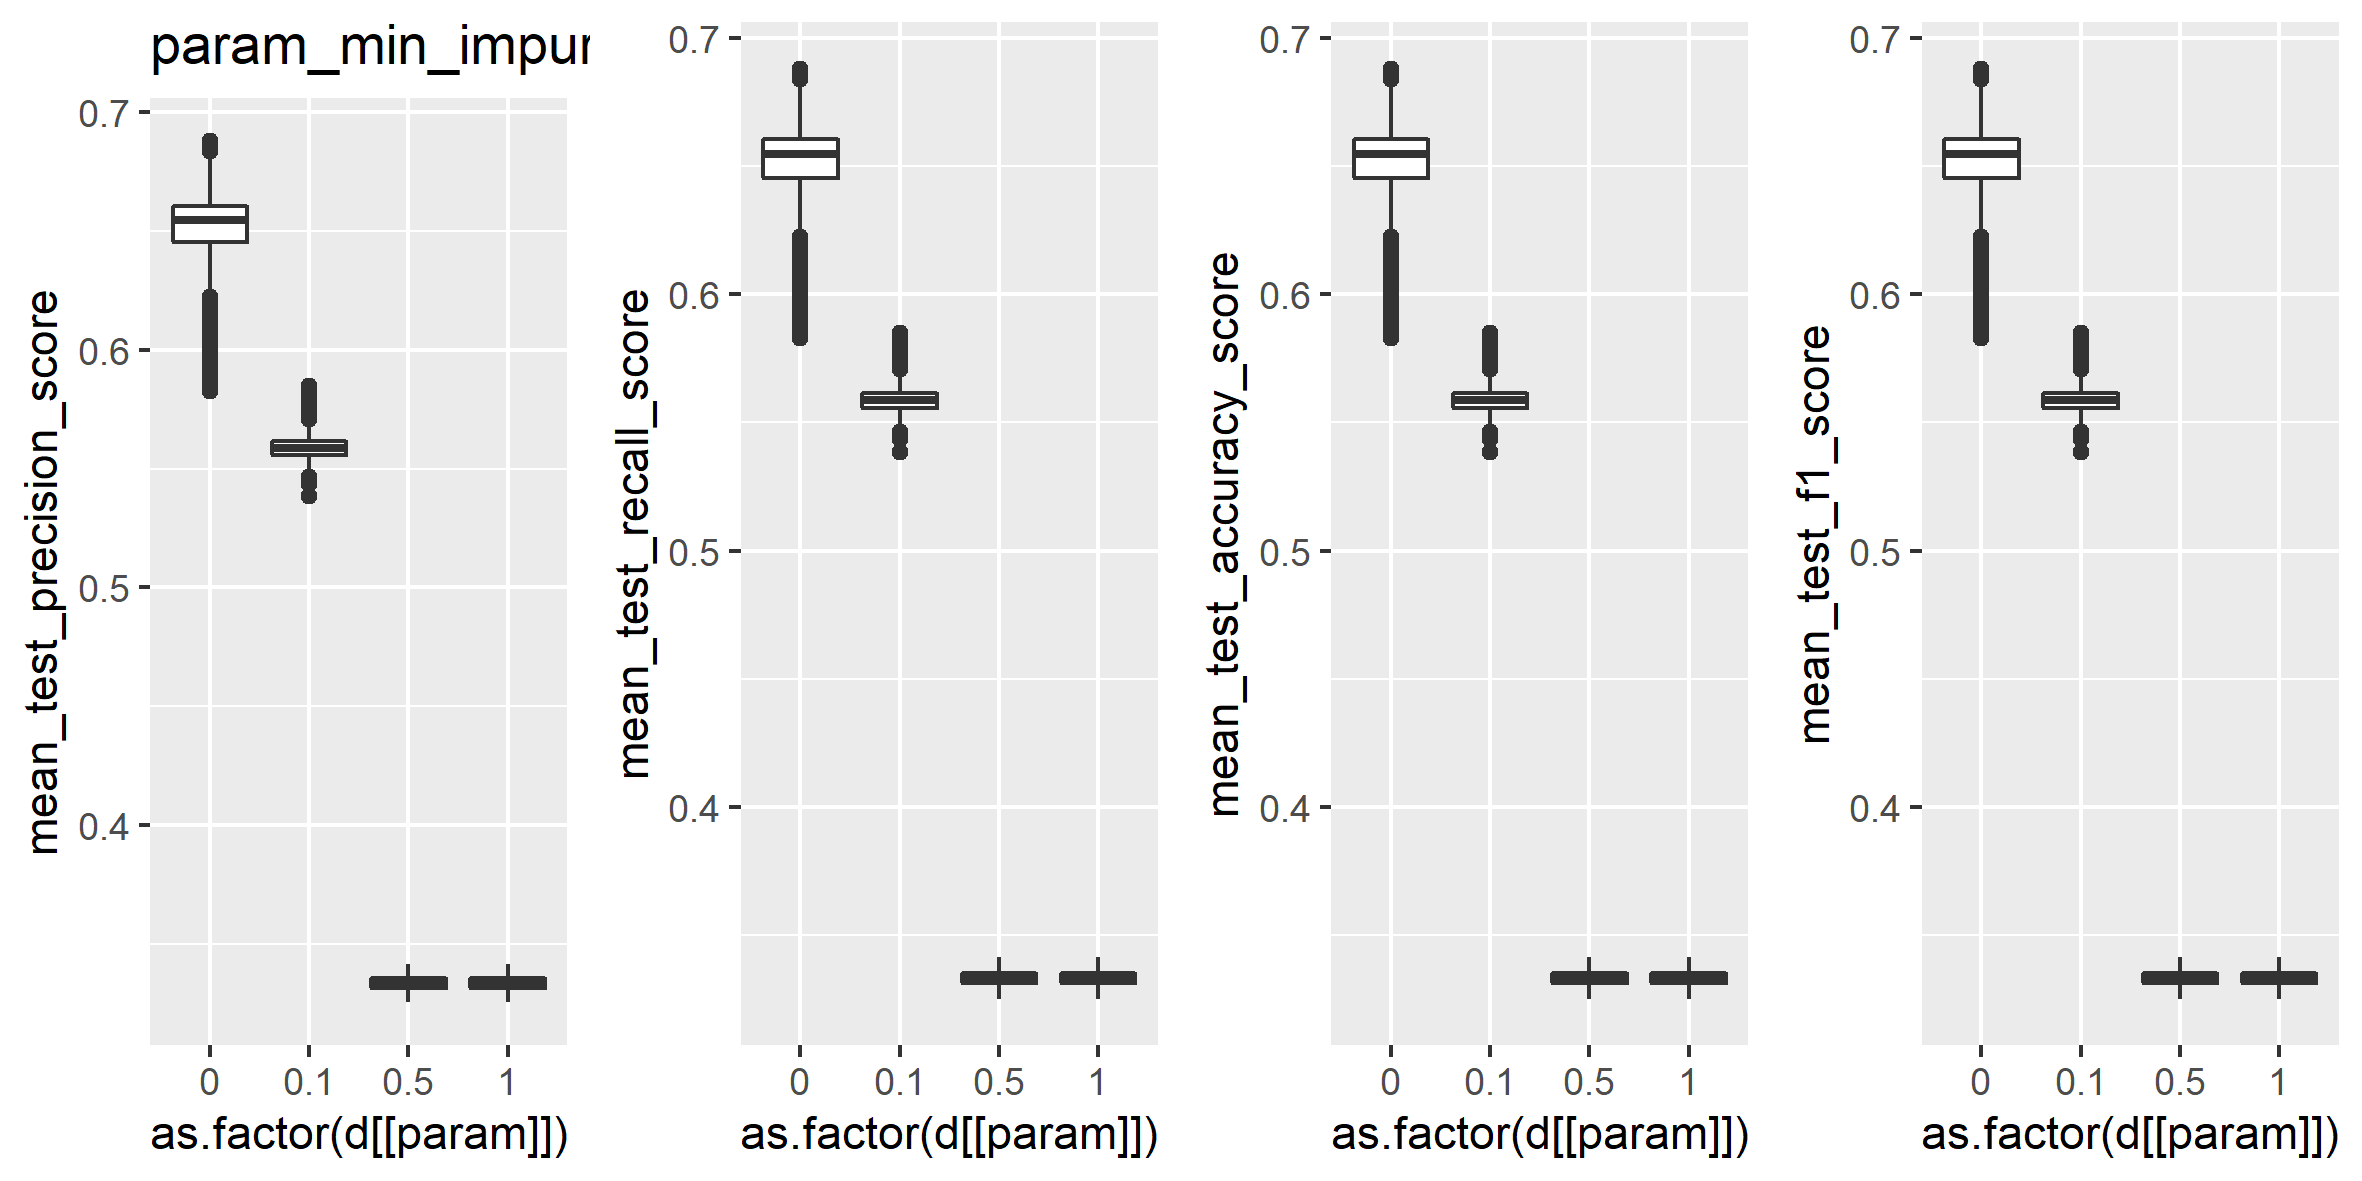 param_min_impur
mean_test_precision_score
0.7
0.6
0.5
0.4
0 0.1 0.5 1
as.factor(d[[param]])
mean_test_recall_score
0.7
0.6
0.5
0.4
0 0.1 0.5 1
as.factor(d[[param]])
mean_test_accuracy_score
0.7
0.6
0.5
0.4
0 0.1 0.5 1
as.factor(d[[param]])
mean_test_f1_score
0.7
0.6
0.5
0.4
0 0.1 0.5 1
as.factor(d[[param]])